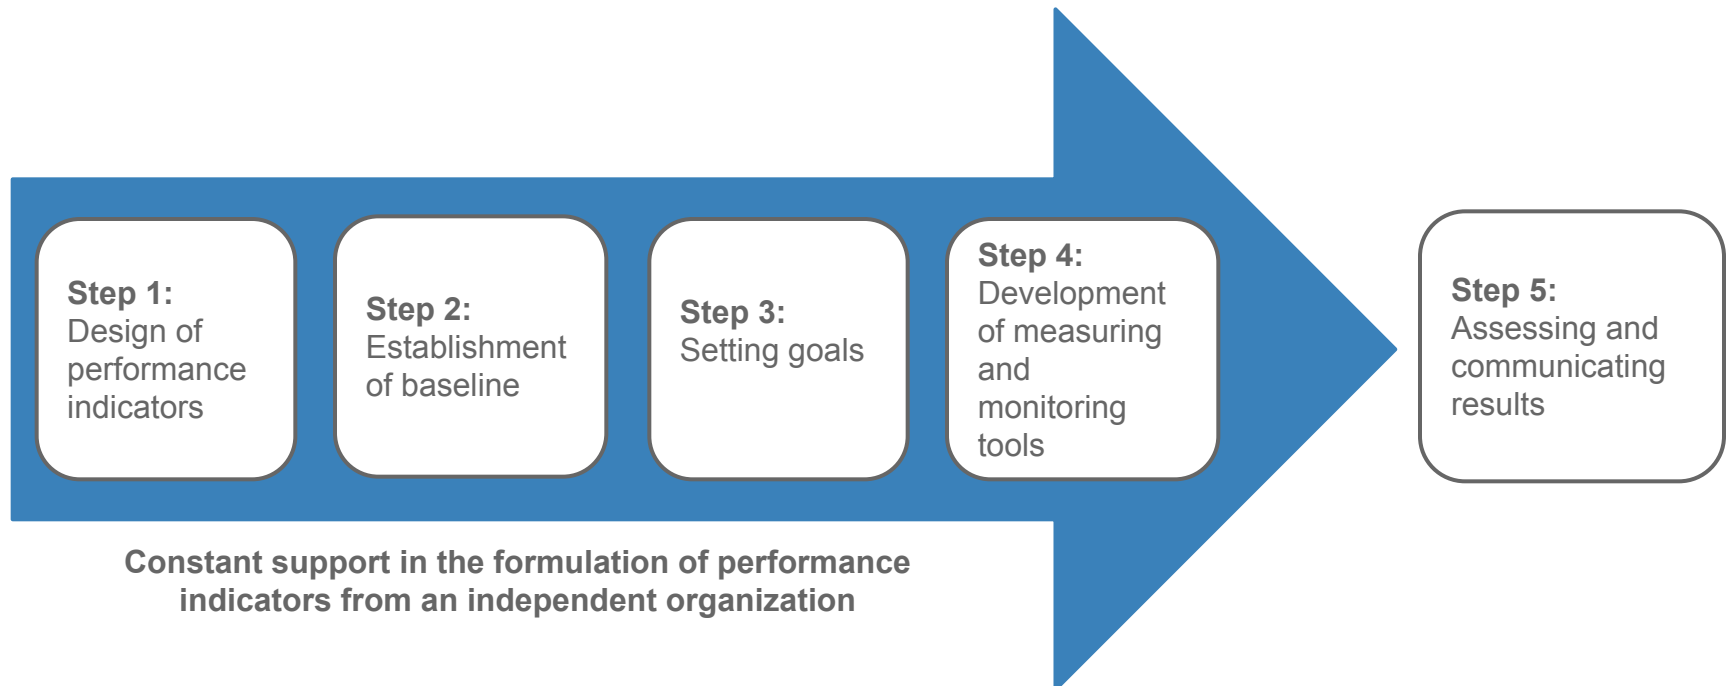 Step 1:
Design of
performance
indicators
Step 2:
Establishment
of baseline
Step 3:
Setting goals
Step 4:
Development
of measuring
and
monitoring
tools
Step 5:
Assessing and
communicating
results
Constant support in the formulation of performance
indicators from an independent organization